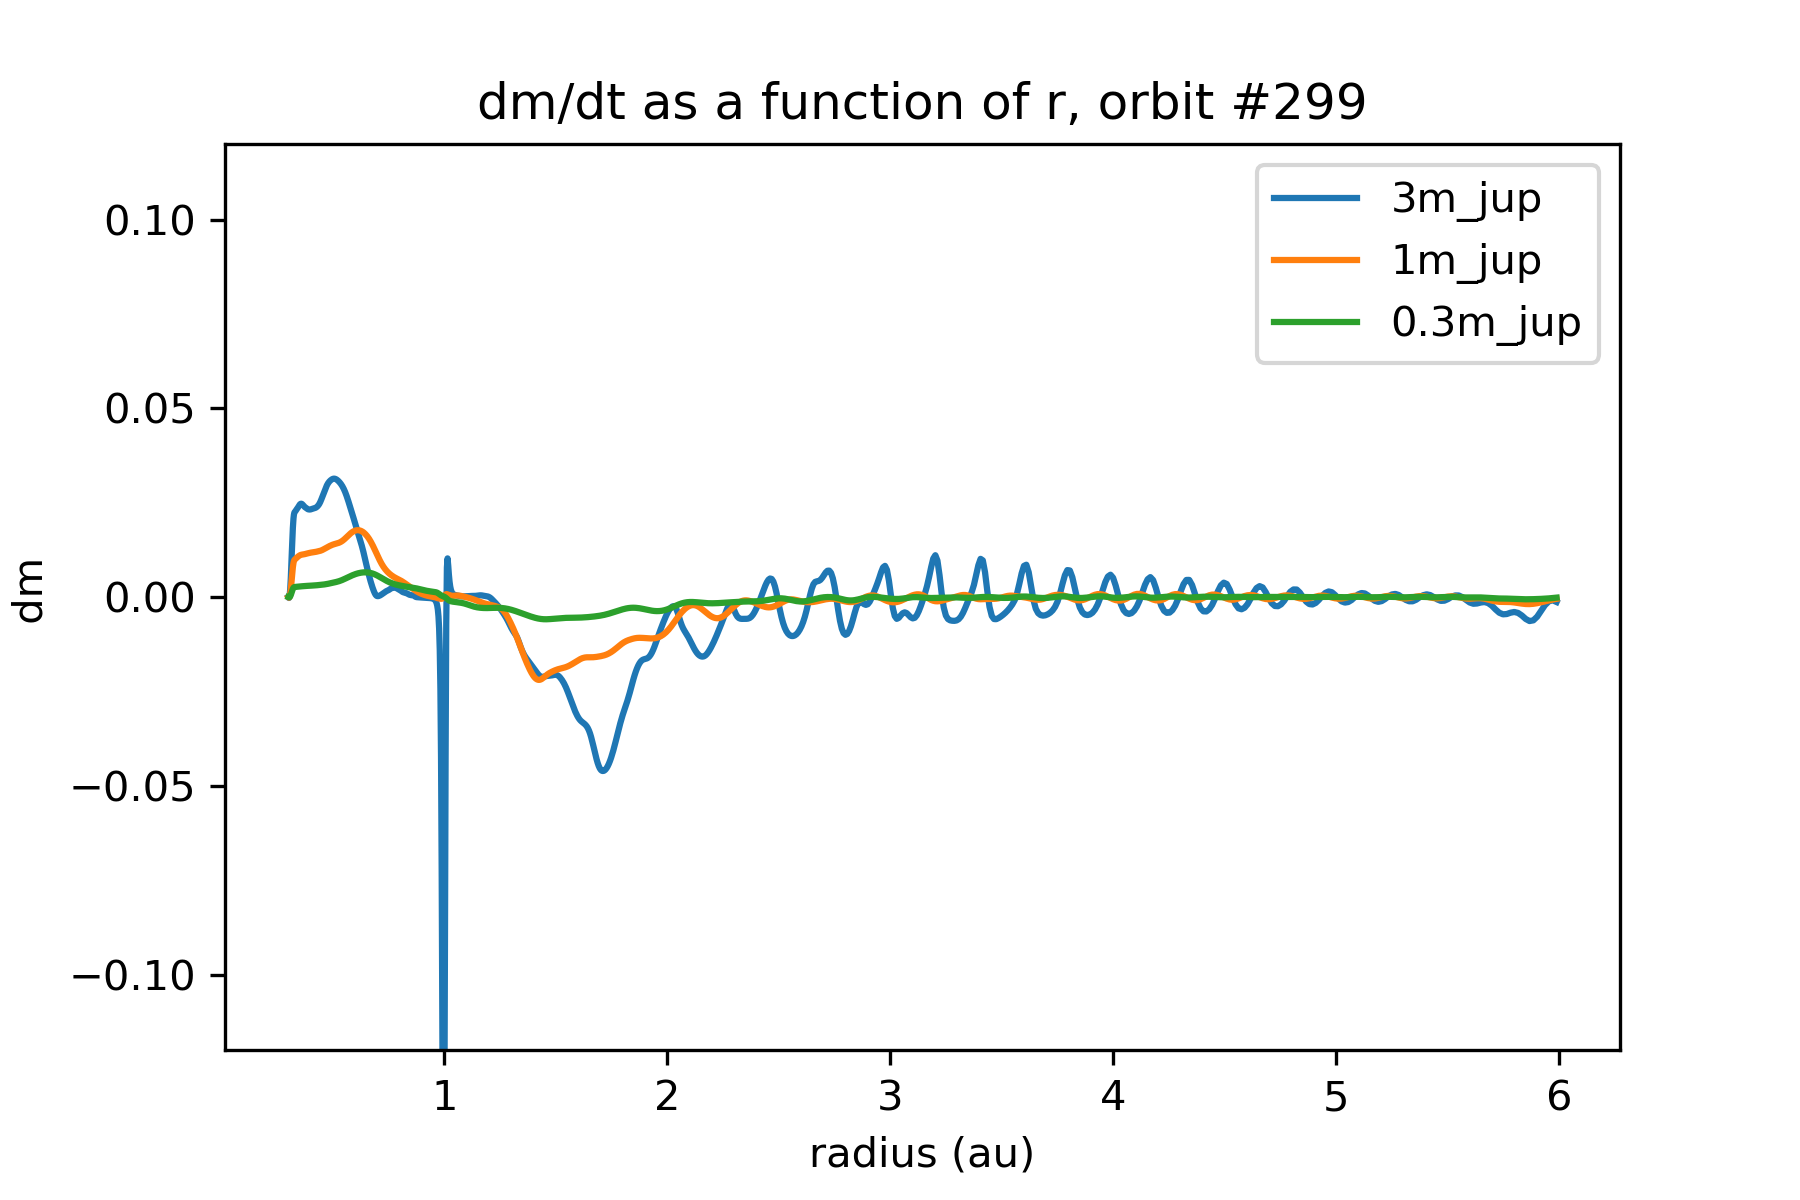 dm/dt as a function of r, orbit #299
3m_jup
1m_jup
0.3m_jup
0.10
0.05
0.00
−0.05
−0.10
dm
1 2 3 4 5 6
radius (au)